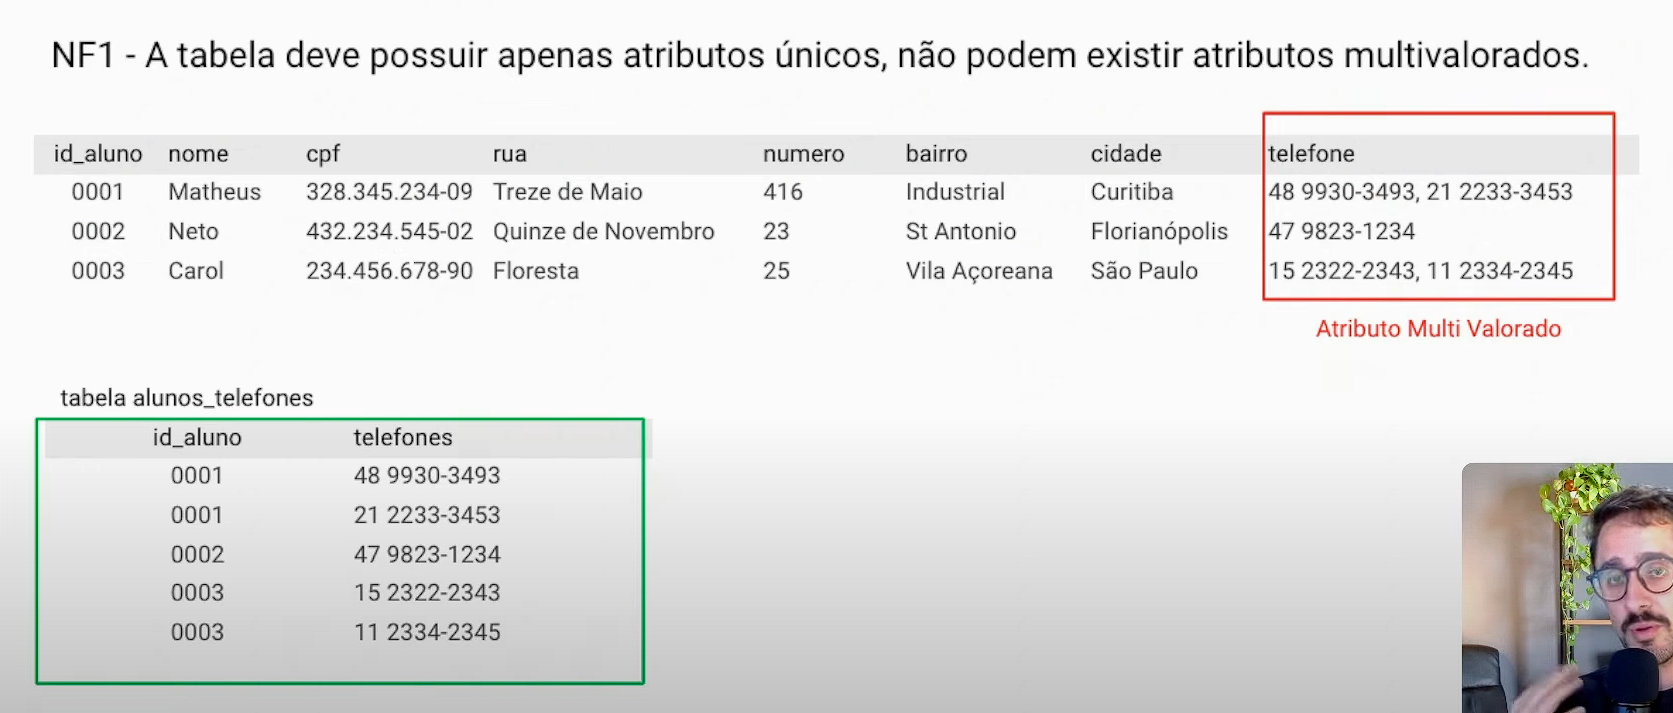 NF1 - A tabela deve possuir apenas atributos únicos, não podem existir atributos multivalorados.
id_aluno nome cpf rua numero bairro cidade telefone
0001 Matheus 328.345.234-09 Treze de Maio 416 Industrial Curitiba 48 9930-3493, 21 2233-3453
0002 Neto 432.234.545-02 Quinze de Novembro 23 St Antonio Florianópolis 47 9823-1234
0003 Carol 234.456.678-90 Floresta 25 Vila Açoreana São Paulo 15 2322-2343, 11 2334-2345
Atributo Multi Valorado
tabela alunos_telefones
id_aluno telefones
0001 48 9930-3493
0001 21 2233-3453
0002 47 9823-1234
0003 15 2322-2343
0003 11 2334-2345